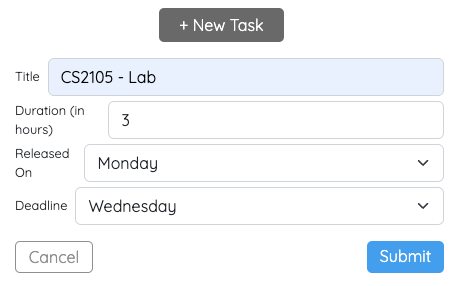 + New Task
Title CS2105 - Lab
Duration (in
hours) 3
Released
On Monday
Deadline Wednesday
Cancel Submit